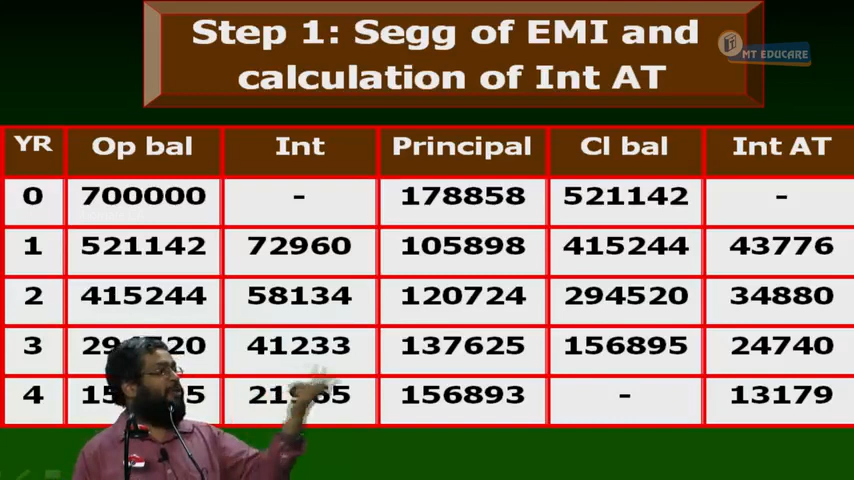 Step 1: Segg of EMI and
calculation of Int AT
MT EDUCARE
YR Op bal Int Principal Cl bal Int AT
0 700000 - 178858 521142 -
1 521142 72960 105898 415244 43776
2 415244 58134 120724 294520 34880
3 41233 137625 156895 24740
4 156893 - 13179